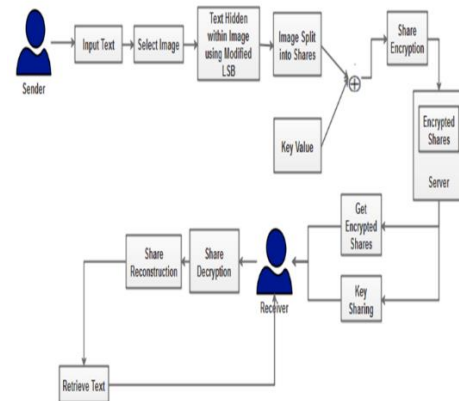 Sender
Input Text
Select Image
Text Hidden
within Image
using Modified
LSB
Image Split
into Shares
Share
Encryption
Key Value
Encrypted
Shares
Server
Get
Encrypted
Shares
Key
Sharing
Receiver
Share
Decryption
Share
Reconstruction
Retrieve Text